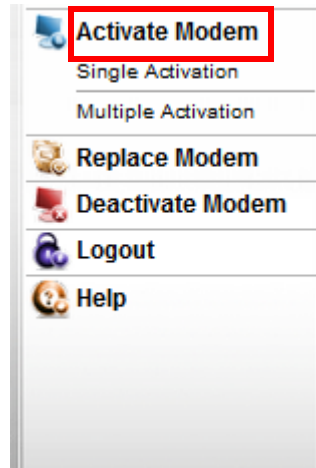 Activate Modem
Single Activation
Multiple Activation
Replace Modem
Deactivate Modem
Logout
Help